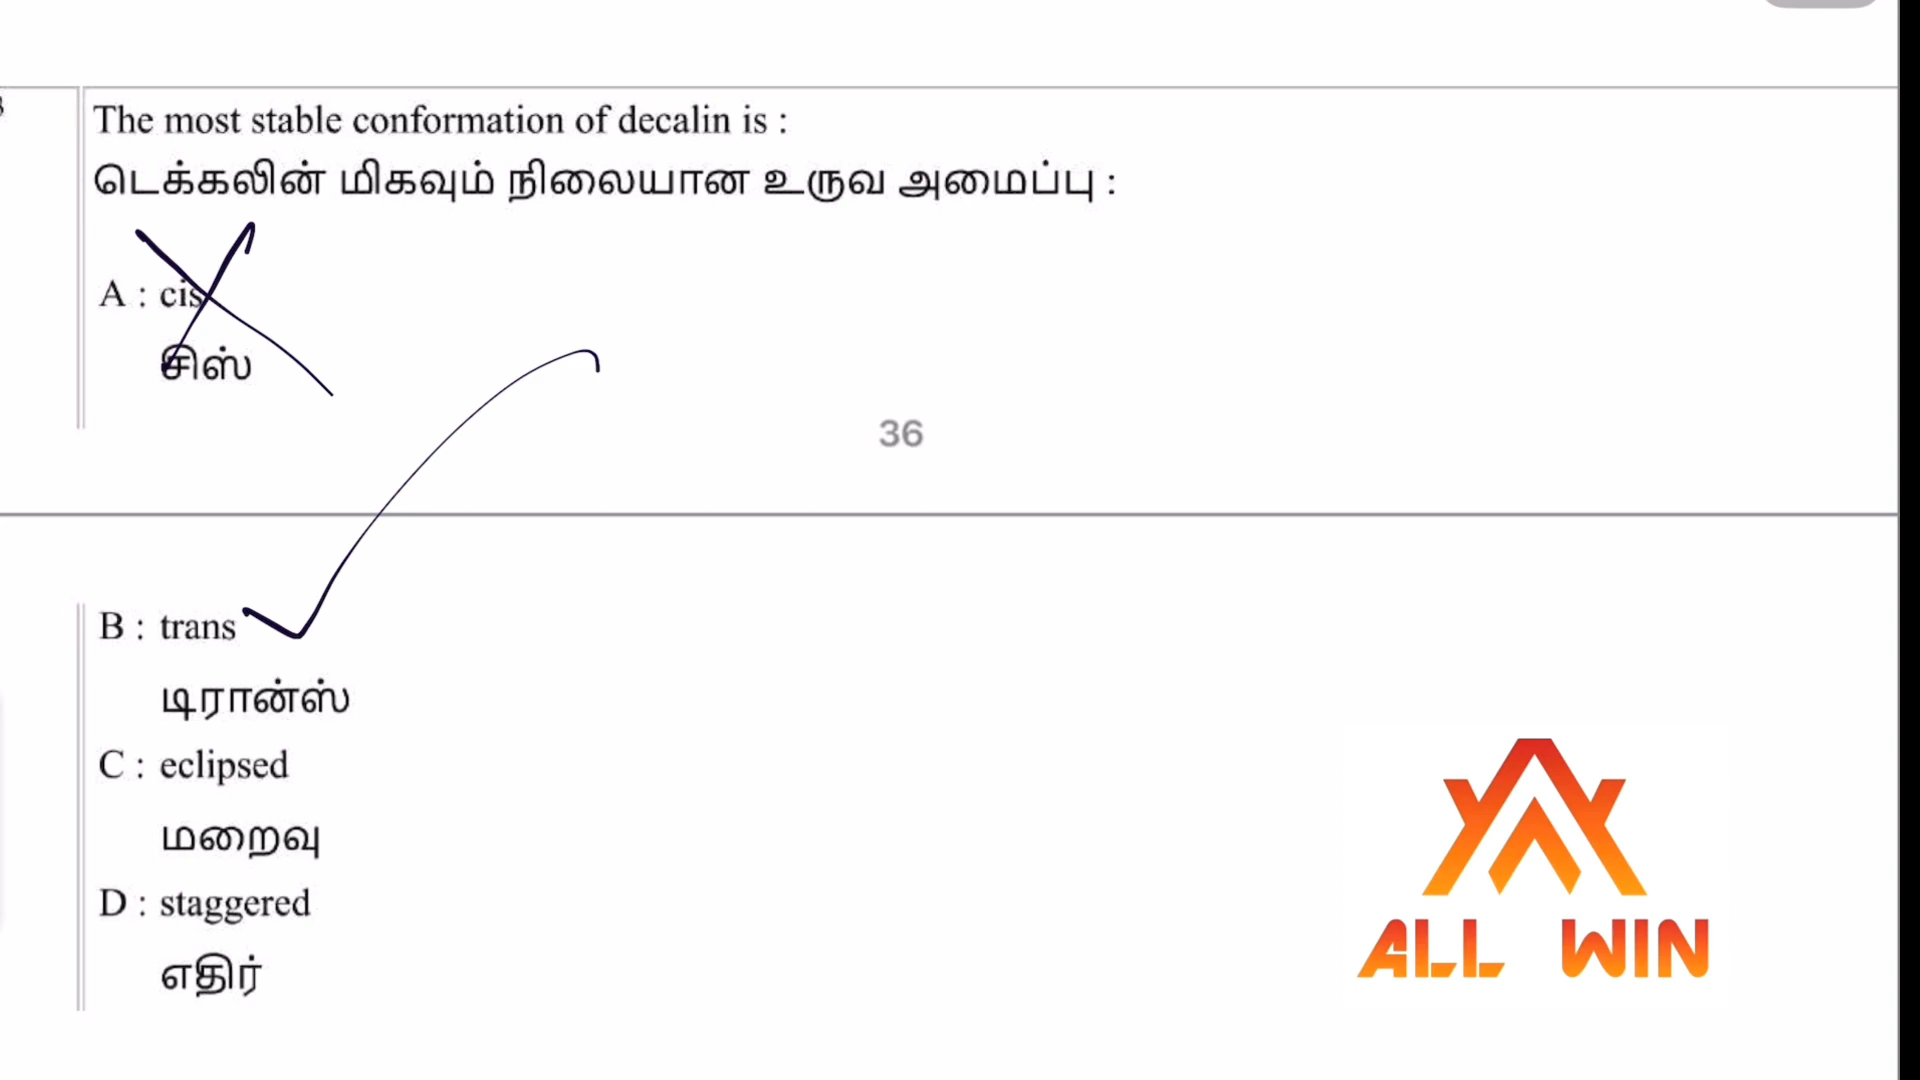 The most stable conformation of decalin is :
டெக்கலின் மிகவும் நிலையான உருவ அமைப்பு :
A : cis
சிஸ்
36
B : trans
டிரான்ஸ்
C : eclipsed
மறைவு
D : staggered
எதிர்
ALL WIN